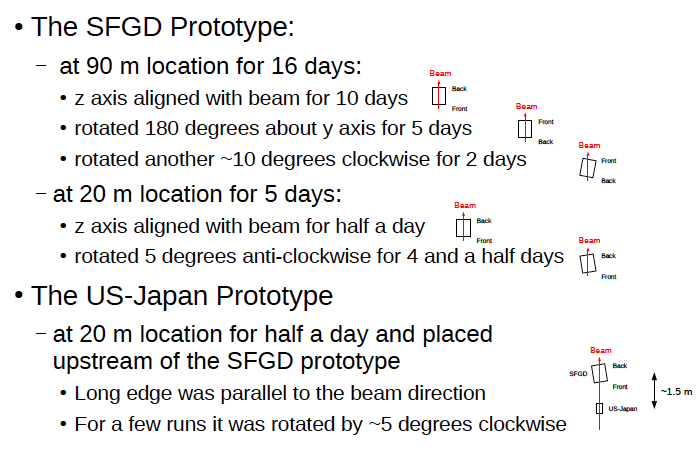 • The SFGD Prototype:
– at 90 m location for 16 days:
Beam
Back
• z axis aligned with beam for 10 days
Front
Beam
Front
• rotated 180 degrees about y axis for 5 days
Back
Beam
• rotated another ~10 degrees clockwise for 2 days
Front
Back
– at 20 m location for 5 days:
Beam
Back
• z axis aligned with beam for half a day
Front
Beam
• rotated 5 degrees anti-clockwise for 4 and a half days
Back
Front
• The US-Japan Prototype
– at 20 m location for half a day and placed
upstream of the SFGD prototype
Beam
Back
SFGD
Front
• Long edge was parallel to the beam direction
~1.5 m
US-Japan
• For a few runs it was rotated by ~5 degrees clockwise